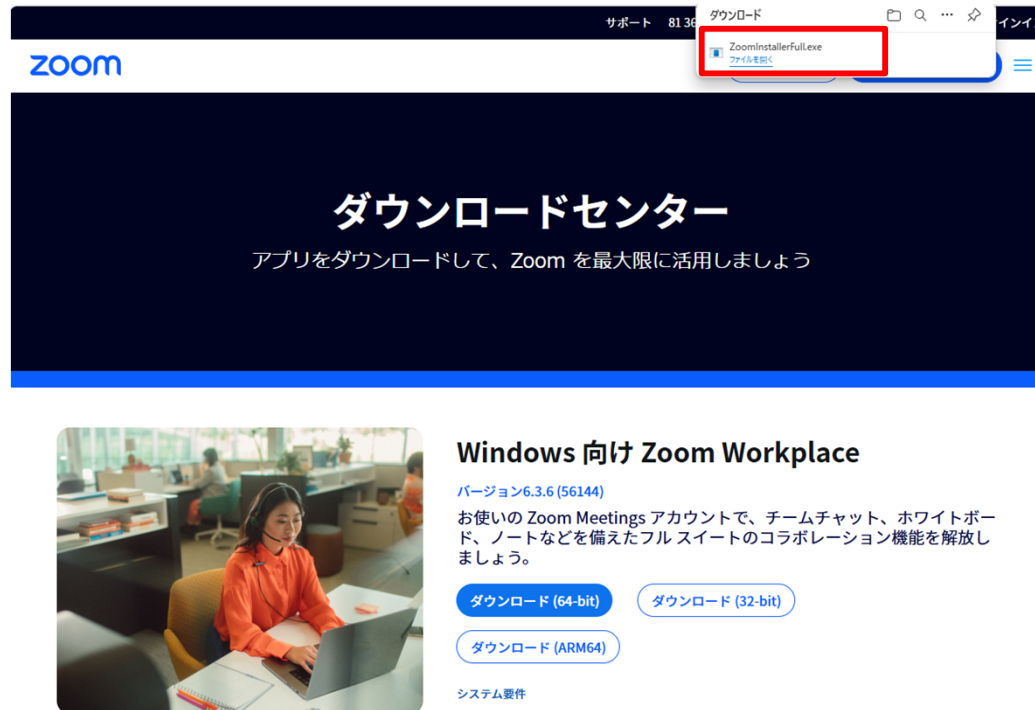 サポート 81 36
ダウンロード
ZoomInstallerFull.exe
ファイルを開く
zoom
ダウンロードセンター
アプリをダウンロードして、Zoom を最大限に活用しましょう
Windows 向け Zoom Workplace
バージョン6.3.6 (56144)
お使いの Zoom Meetings アカウントで、チームチャット、ホワイトボー
ド、ノートなどを備えたフル スイートのコラボレーション機能を解放し
ましょう。
ダウンロード (64-bit)
ダウンロード (32-bit)
ダウンロード (ARM64)
システム要件